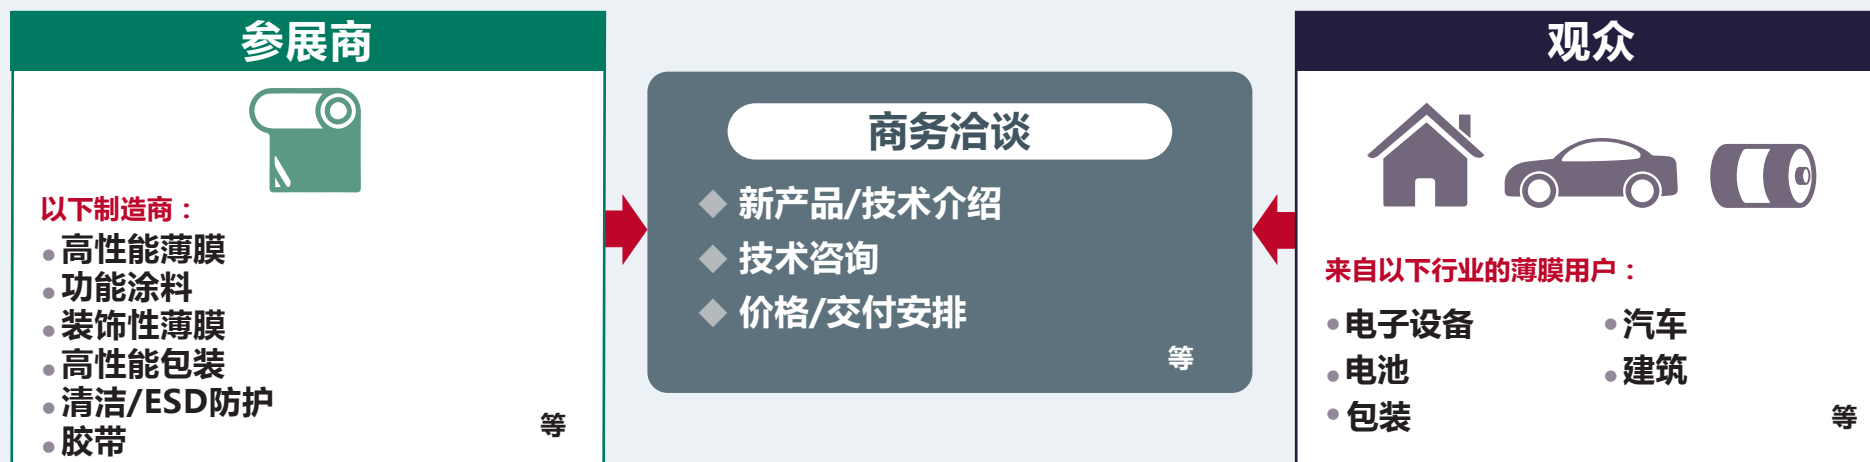 参展商
以下制造商：
高性能薄膜
功能涂料
装饰性薄膜
高性能包装
清洁/ESD防护
胶带
等
商务洽谈
新产品/技术介绍
技术咨询
价格/交付安排
等
观众
来自以下行业的薄膜用户：
电子设备
汽车
电池
建筑
包装
等